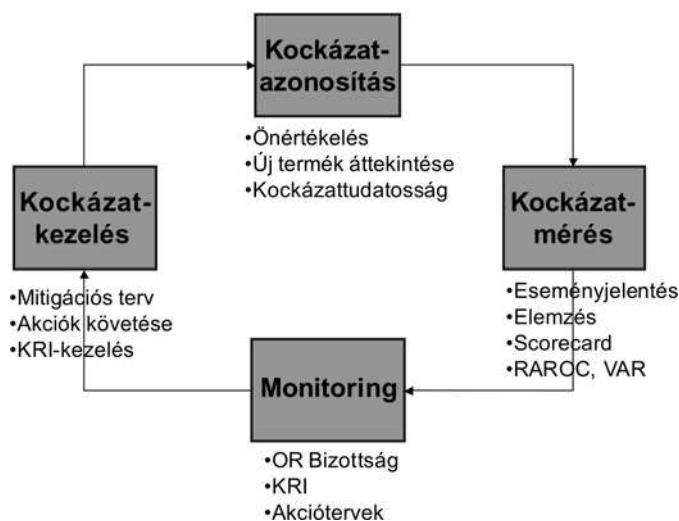 Kockázat-
azonosítás
•Önértékelés
•Új termék áttekintése
•Kockázattudatosság
Kockázat-
mérés
•Eseményjelentés
•Elemzés
•Scorecard
•RAROC, VAR
Monitoring
•OR Bizottság
•KRI
•Akciótervek
Kockázat-
kezelés
•Mitigációs terv
•Akciók követése
•KRI-kezelés